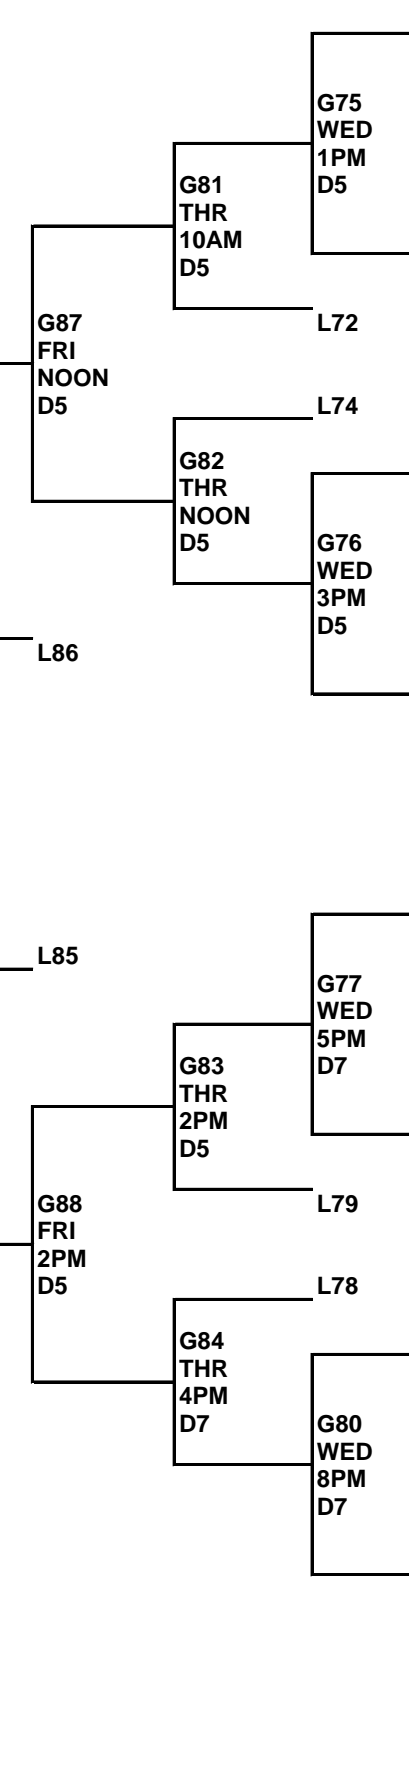 G75
WED
1PM
D5
G81
THR
10AM
D5
L72
G87
FRI
NOON
D5
L74
G82
THR
NOON
D5
G76
WED
3PM
D5
L86
L85
G77
WED
5PM
D7
G83
THR
2PM
D5
L79
G88
FRI
2PM
D5
L78
G84
THR
4PM
D7
G80
WED
8PM
D7